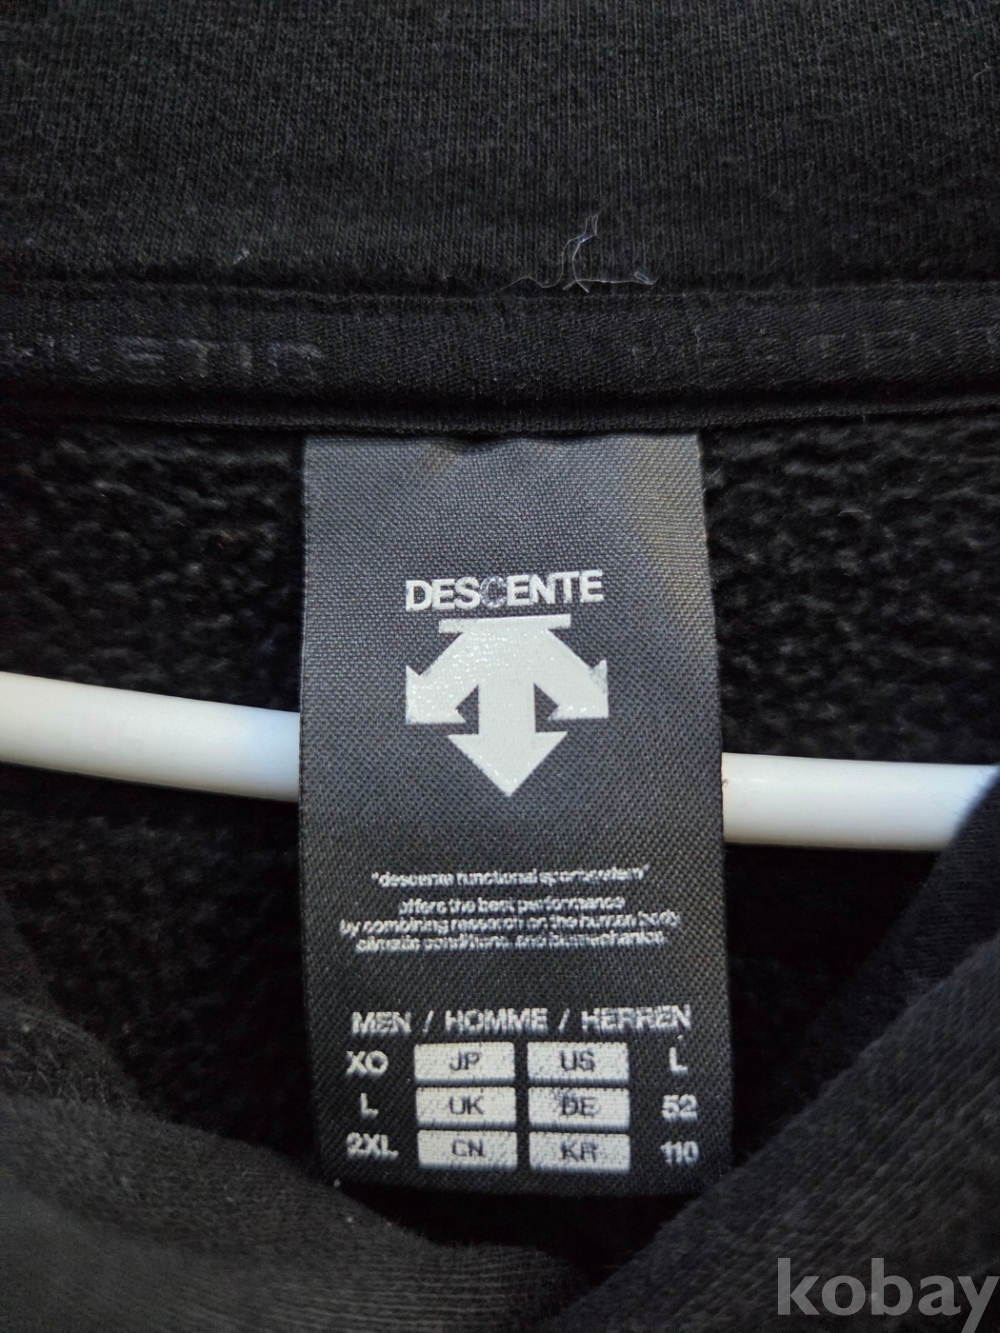 DESCENTE
"descente functional sportswear"
offers the best performance
by combining research on the human body
climatic conditions, and biomechanics.
MEN / HOMME / HERREN
XO JP US L
L UK DE 52
2XL CN KR 110
kobay